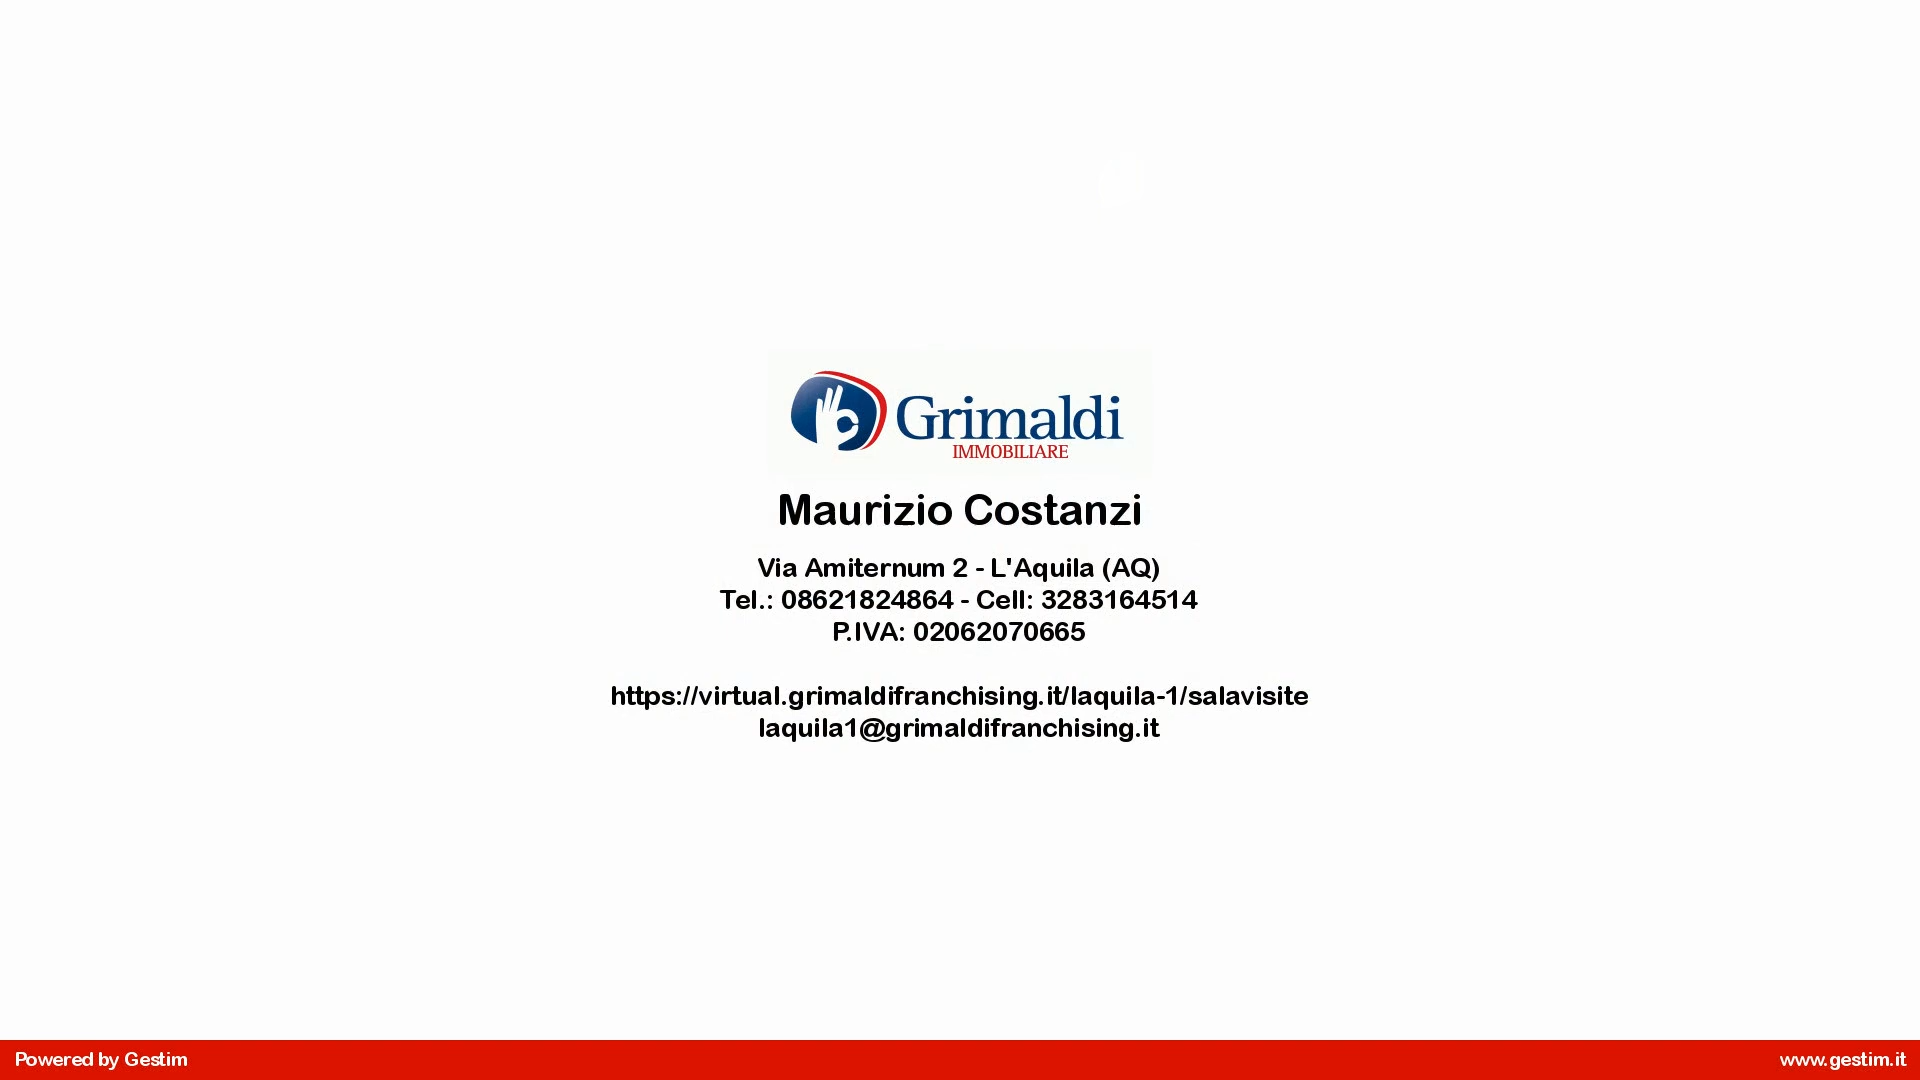 Grimaldi
IMMOBILIARE
Maurizio Costanzi
Via Amiternum 2 - L'Aquila (AQ)
Tel.: 08621824864 - Cell: 3283164514
P.IVA: 02062070665
https://virtual.grimaldifranchising.it/laquila-1/salavisite
laquila1@grimaldifranchising.it
Powered by Gestim
www.gestim.it